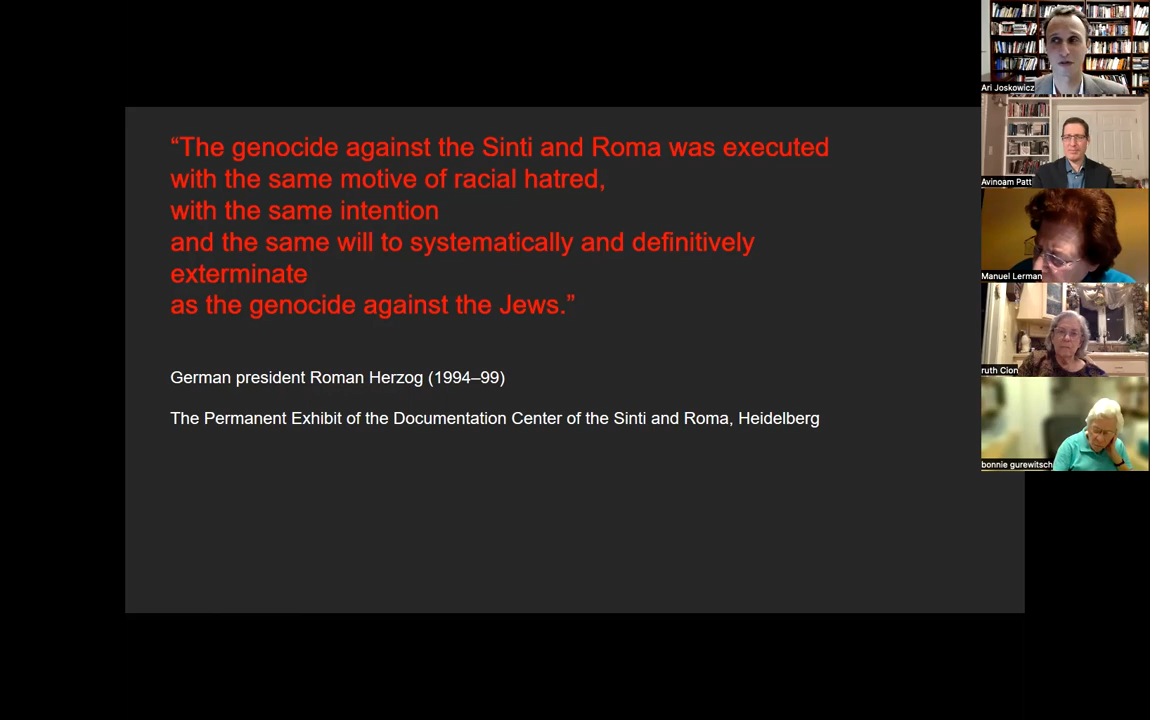 “The genocide against the Sinti and Roma was executed
with the same motive of racial hatred,
with the same intention
and the same will to systematically and definitively
exterminate
as the genocide against the Jews.”
German president Roman Herzog (1994–99)
The Permanent Exhibit of the Documentation Center of the Sinti and Roma, Heidelberg
Ari Joskowicz
Avinoam Patt
Manuel Lerman
ruth Cion
bonnie gurewitsch